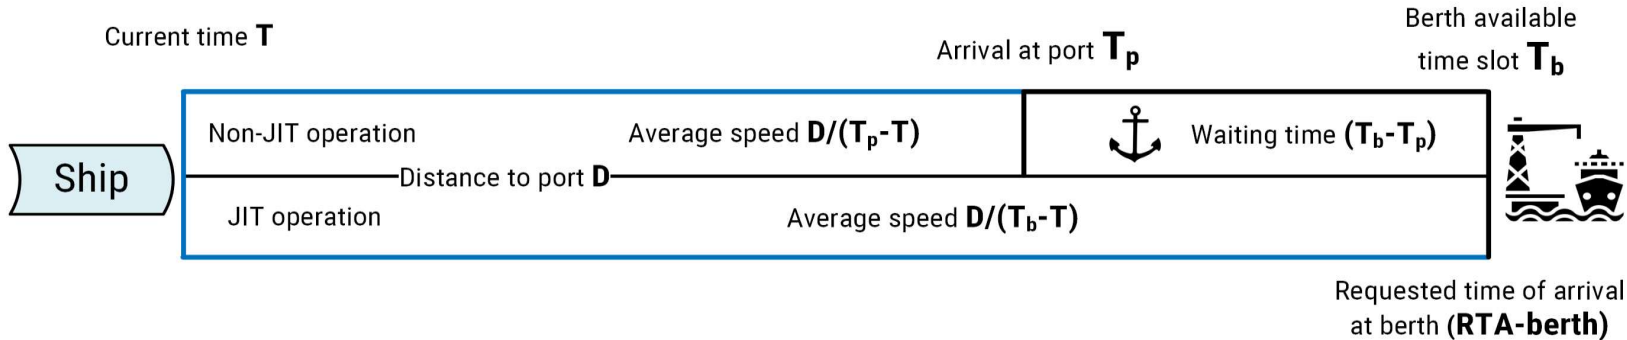 Current time T
Arrival at port Tp
Berth available
time slot Tb
Non-JIT operation
Average speed D/(Tp-T)
Waiting time (Tb-Tp)
Ship
Distance to port D
JIT operation
Average speed D/(Tb-T)
Requested time of arrival
at berth (RTA-berth)